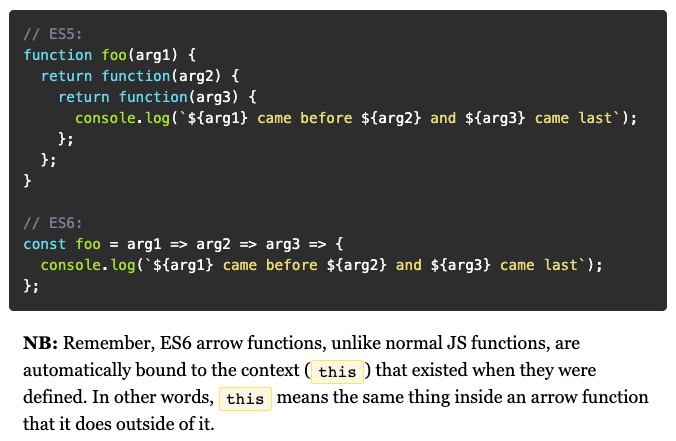 // ES5:
function foo(arg1) {
  return function(arg2) {
    return function(arg3) {
      console.log(`${arg1} came before ${arg2} and ${arg3} came last`);
    };
  };
}

// ES6:
const foo = arg1 => arg2 => arg3 => {
  console.log(`${arg1} came before ${arg2} and ${arg3} came last`);
};
NB: Remember, ES6 arrow functions, unlike normal JS functions, are
automatically bound to the context ( this ) that existed when they were
defined. In other words, this means the same thing inside an arrow function
that it does outside of it.